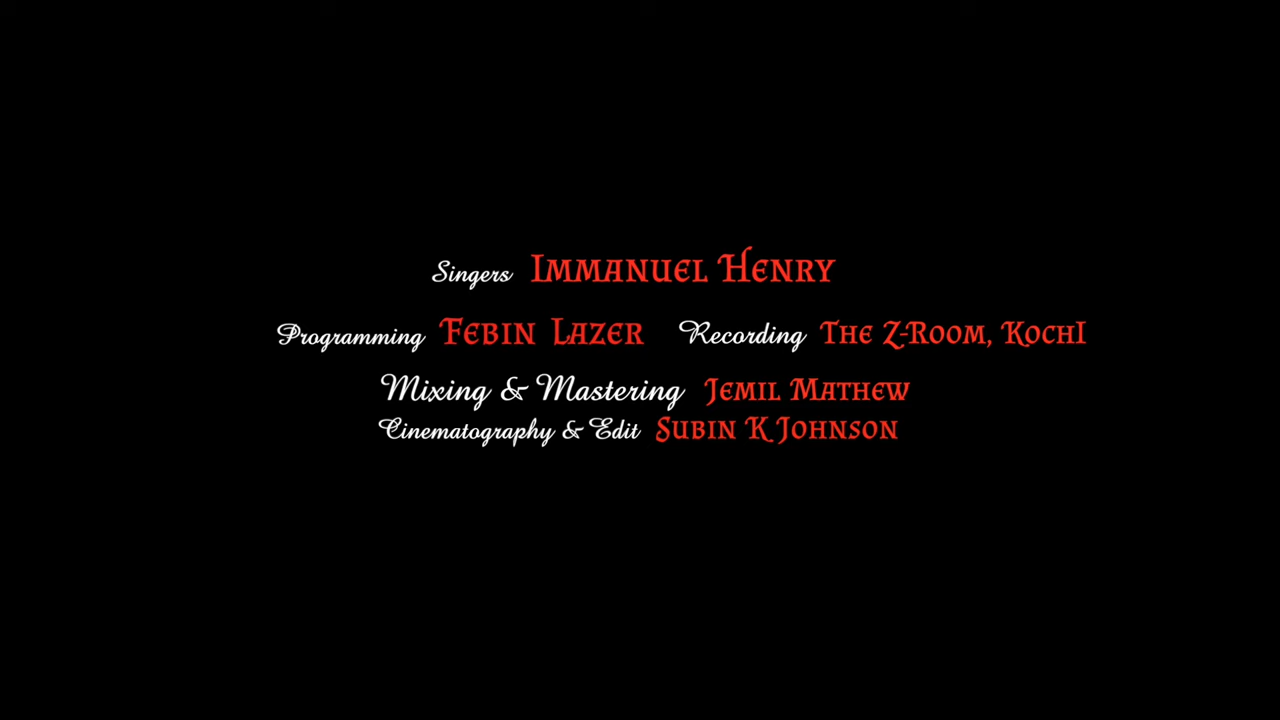 Singers Immanuel Henry
Programming Febin Lazer Recording The Z-Room, KochI
Mixing & Mastering Jemil Mathew
Cinematography & Edit Subin K Johnson